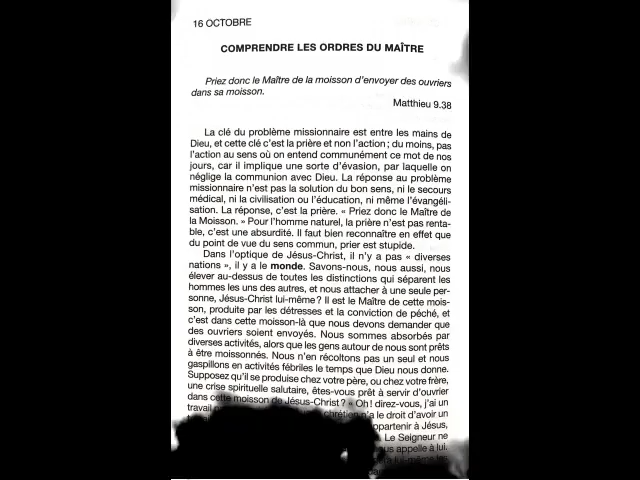 16 OCTOBRE
COMPRENDRE LES ORDRES DU MAÎTRE
Priez donc le Maître de la moisson d'envoyer des ouvriers
dans sa moisson.
Matthieu 9.38
La clé du problème missionnaire est entre les mains de
Dieu, et cette clé c'est la prière et non l'action ; du moins, pas
l'action au sens où on entend communément ce mot de nos
jours, car il implique une sorte d'évasion, par laquelle on
néglige la communion avec Dieu. La réponse au problème
missionnaire n'est pas la solution du bon sens, ni le secours
médical, ni la civilisation ou l'éducation, ni même l'évangéli-
sation. La réponse, c'est la prière. « Priez donc le Maître de
la Moisson. » Pour l'homme naturel, la prière n'est pas renta-
ble, c'est une absurdité. Il faut bien reconnaître en effet que
du point de vue du sens commun, prier est stupide.
Dans l'optique de Jésus-Christ, il n'y a pas « diverses
nations », il y a le monde. Savons-nous, nous aussi, nous
élever au-dessus de toutes les distinctions qui séparent les
hommes les uns des autres, et nous attacher à une seule per-
sonne, Jésus-Christ lui-même ? Il est le Maître de cette mois-
son, produite par les détresses et la conviction de péché, et
c'est dans cette moisson-là que nous devons demander que
des ouvriers soient envoyés. Nous sommes absorbés par
diverses activités, alors que les gens autour de nous sont prêts
à être moissonnés. Nous n'en récoltons pas un seul et nous
gaspillons en activités fébriles le temps que Dieu nous donne.
Supposez qu'il se produise chez votre père, ou chez votre frère,
une crise spirituelle salutaire, êtes-vous prêt à servir d'ouvrier
dans cette moisson de Jésus-Christ ? « Oh ! direz-vous, j'ai un
travail chrétien n'a le droit d'avoir un
appartenir à Jésus,
Le Seigneur ne
nous appelle à lui.
lui-même les